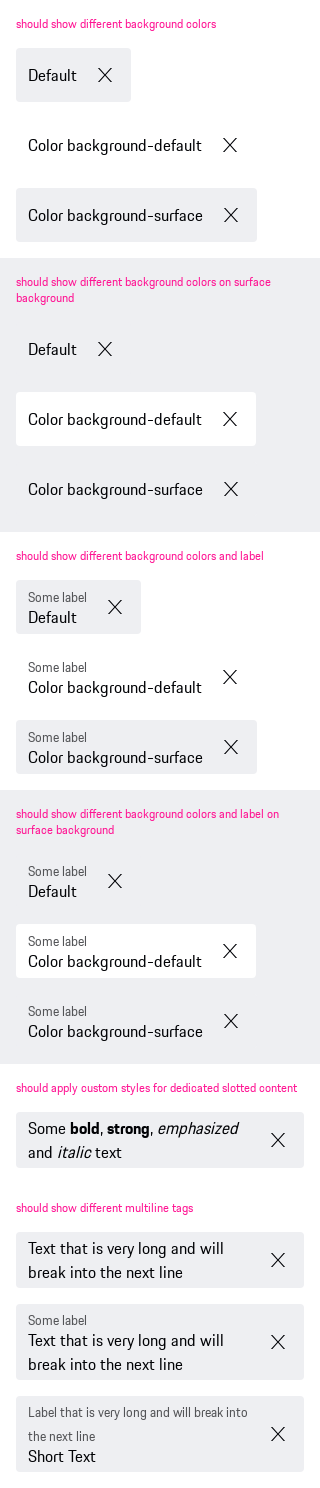 should show different background colors
Default
Color background-default
Color background-surface
should show different background colors on surface
background
Default
Color background-default
Color background-surface
should show different background colors and label
Some label
Default
Some label
Color background-default
Some label
Color background-surface
should show different background colors and label on
surface background
Some label
Default
Some label
Color background-default
Some label
Color background-surface
should apply custom styles for dedicated slotted content
Some bold, strong, emphasized
and italic text
should show different multiline tags
Text that is very long and will
break into the next line
Some label
Text that is very long and will
break into the next line
Label that is very long and will break into
the next line
Short Text